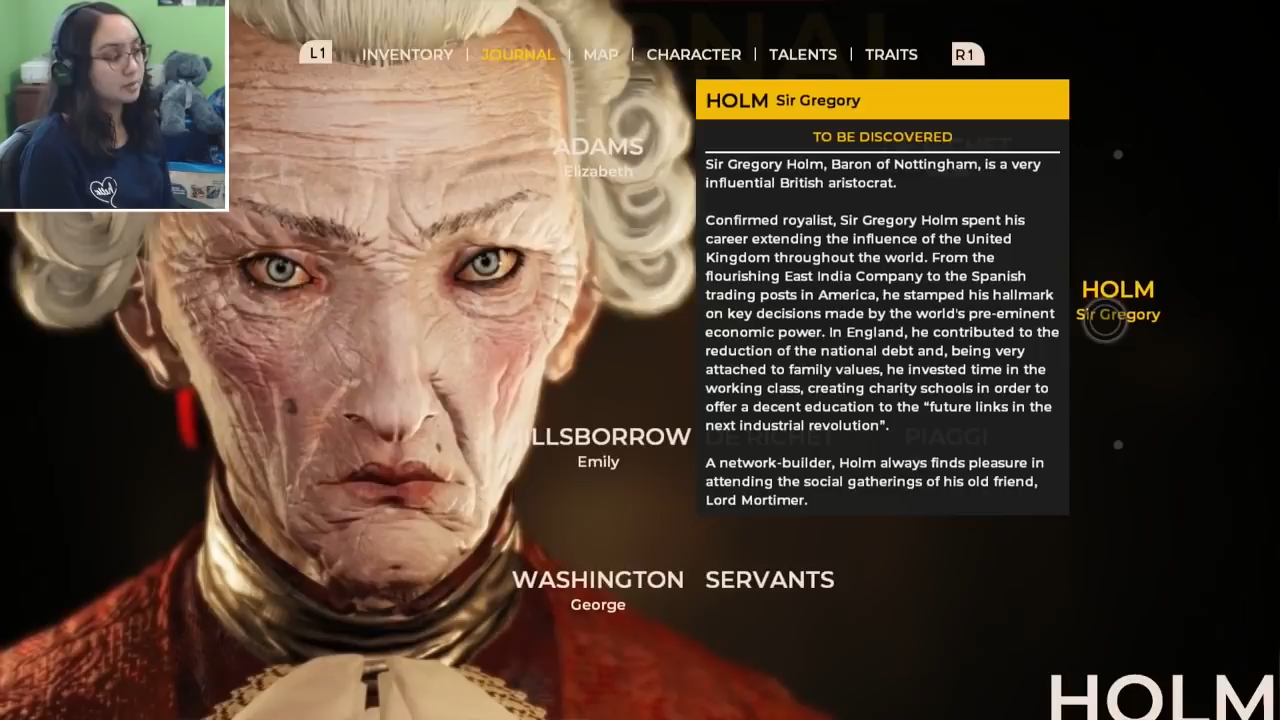 L1 INVENTORY | JOURNAL | MAP | CHARACTER | TALENTS | TRAITS R1
HOLM Sir Gregory
TO BE DISCOVERED
Sir Gregory Holm, Baron of Nottingham, is a very
influential British aristocrat.
Confirmed royalist, Sir Gregory Holm spent his
career extending the influence of the United
Kingdom throughout the world. From the
flourishing East India Company to the Spanish
trading posts in America, he stamped his hallmark
on key decisions made by the world's pre-eminent
economic power. In England, he contributed to the
reduction of the national debt and, being very
attached to family values, he invested time in the
working class, creating charity schools in order to
offer a decent education to the “future links in the
next industrial revolution”.
A network-builder, Holm always finds pleasure in
attending the social gatherings of his old friend,
Lord Mortimer.
ADAMS
Elizabeth
HOLM
Sir Gregory
ILLSBORROW
Emily
DE RICHET
PIAGGI
WASHINGTON
George
SERVANTS
HOLM